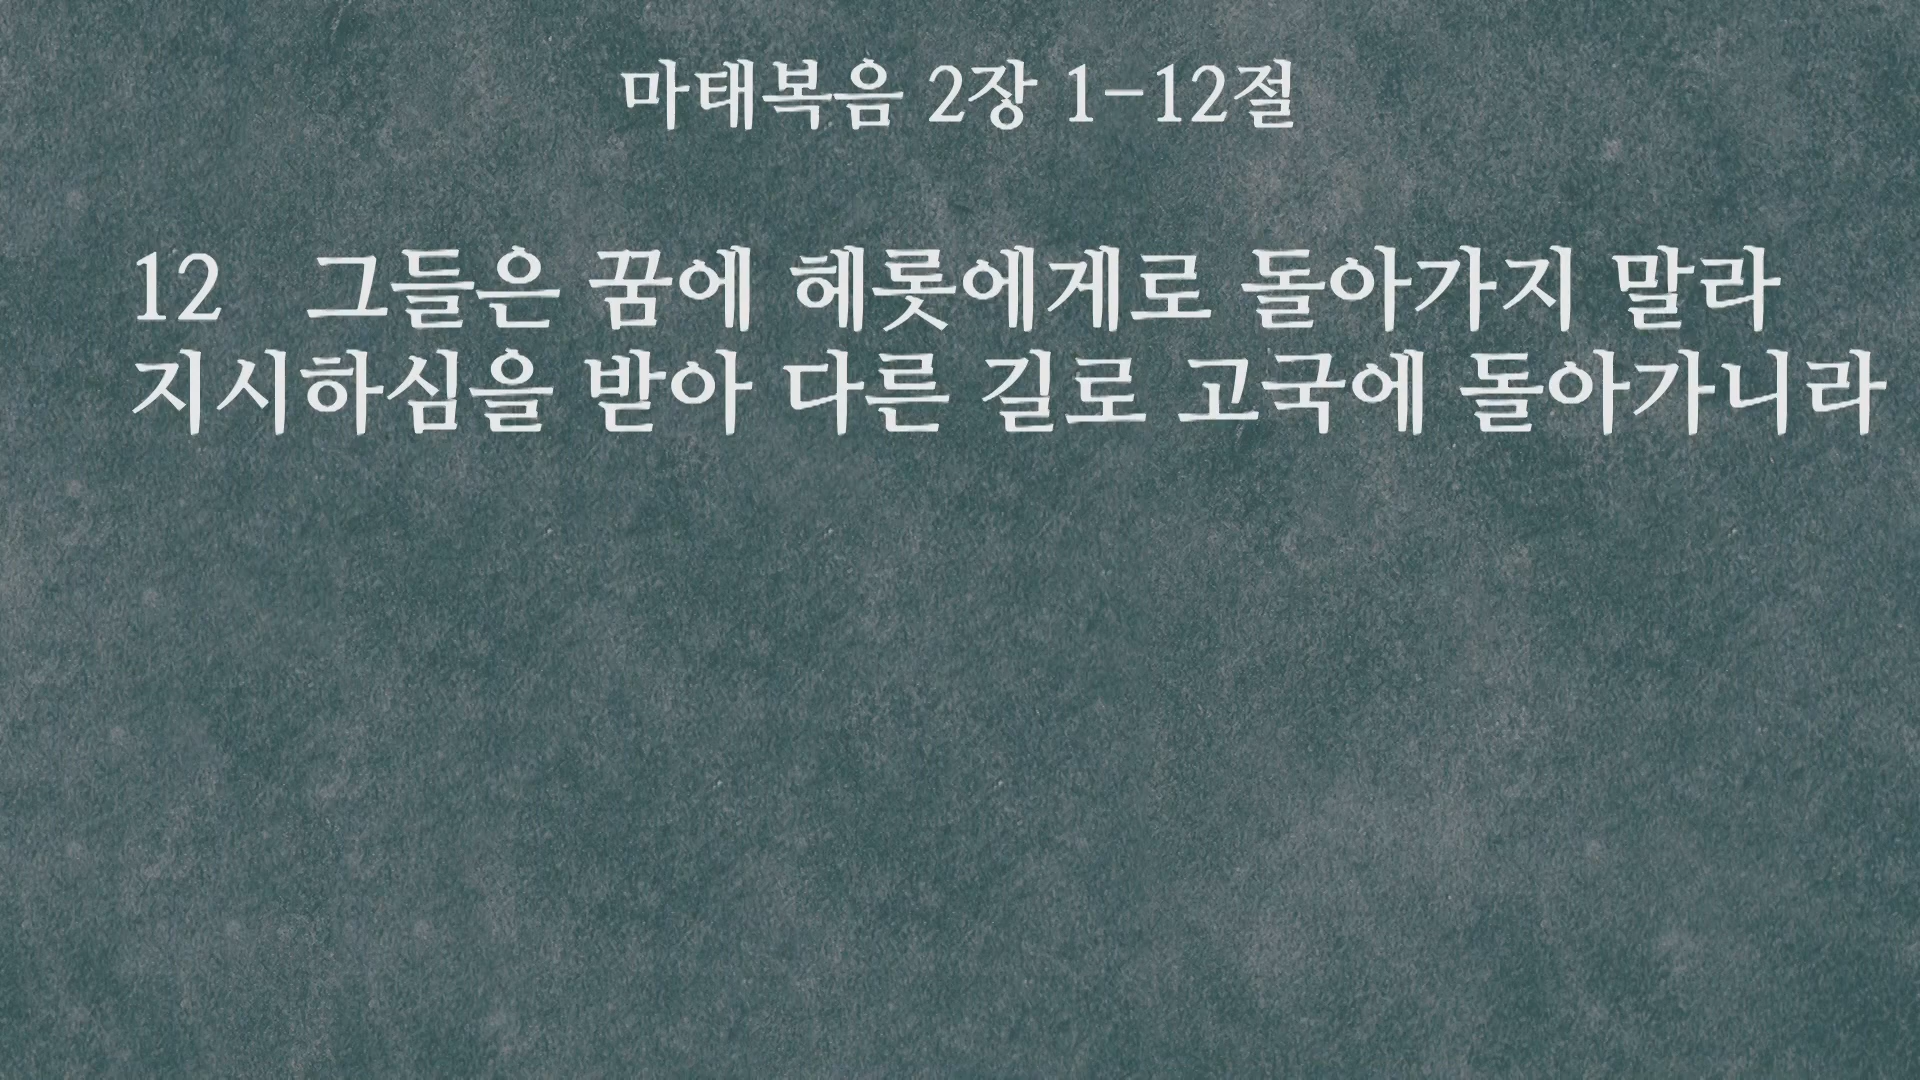 마태복음 2장 1-12절
12 그들은 꿈에 헤롯에게로 돌아가지 말라
지시하심을 받아 다른 길로 고국에 돌아가니라